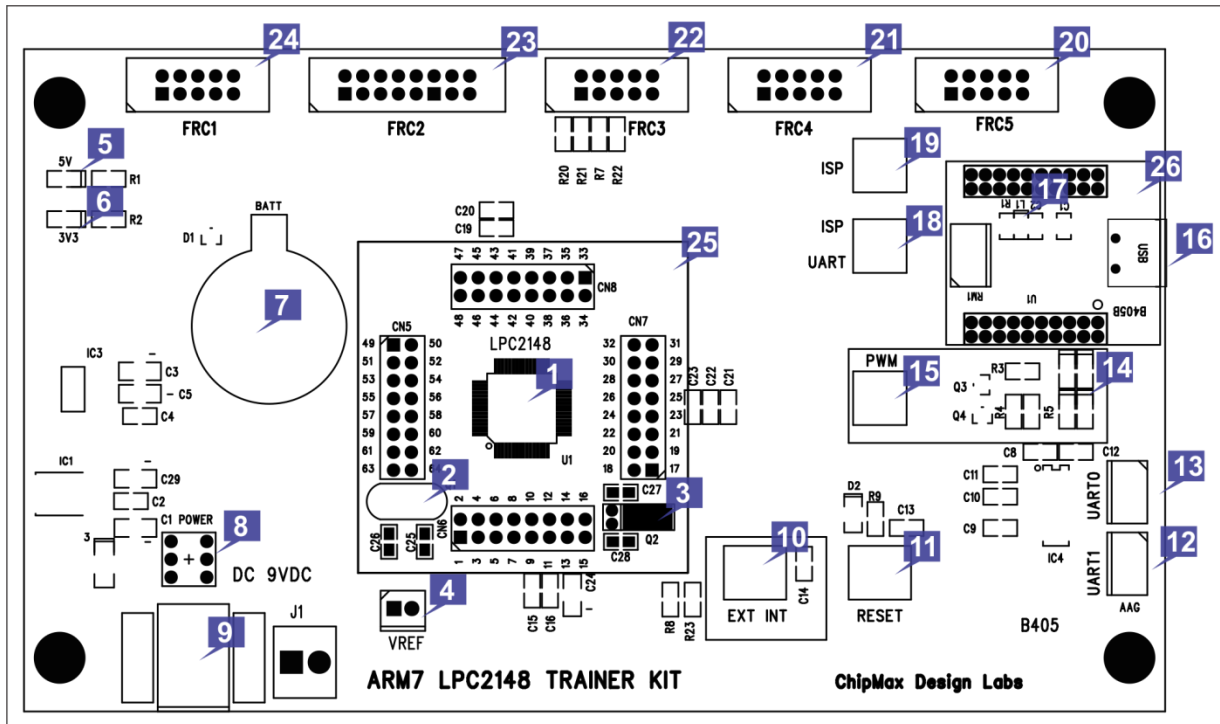 24
23
22
21
20
FRC1
FRC2
FRC3
FRC4
FRC5
5
5V
R1
6
3V3
R2
R20
R21
R7
R22
19
ISP
18
ISP
UART
26
17
R1
L1
C2
C1
16
USB
RM1
U1
B405B
BATT
D1
7
C20
C19
25
47 45 43 41 39 37 35 33
CN8
48 46 44 42 40 38 36 34
CN5
LPC2148
CN7
49 50
51 52
53 54
55 56
57 58
59 60
61 62
63 64
1
U1
32 31
30 29
28 27
26 25
24 23
22 21
20 19
18 17
C23
C22
C21
IC3
C3
C5
C4
IC1
C29
C2
C1
POWER
3
8
DC 9VDC
9
J1
2
C26
C25
CN6
2 4 6 8 10 12 14 16
1 3 5 7 9 11 13 15
C27
3
Q2
C28
4
VREF
C15
C16
C24
R8
R23
10
EXT INT
C14
PWM
15
R3
Q3
Q4
R4
R5
14
C8
C12
C11
C10
C9
IC4
D2
R9
C13
11
RESET
13
UART0
12
UART1
AAG
B405
ARM7 LPC2148 TRAINER KIT
ChipMax Design Labs